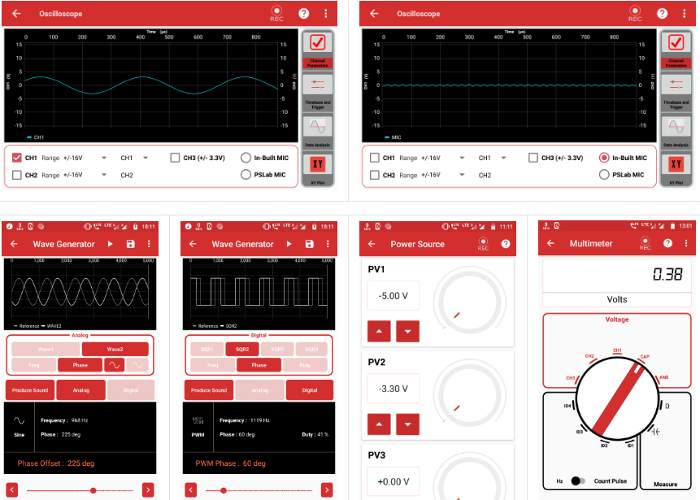 Oscilloscope
REC
Time (µs)
0 100 200 300 400 500 600 700 800
15
10
5
0
-5
-10
-15
CH1 (V)
CH1
Channel Parameters
Timebase and Trigger
Data Analysis
XY
XY Plot
CH1 Range +/-16V CH1 CH3 (+/- 3.3V) In-Built MIC
CH2 Range +/-16V CH2 PSLab MIC
Oscilloscope
REC
Time (µs)
0 100 200 300 400 500 600 700 800
15
10
5
0
-5
-10
-15
CH1 (V)
MIC
Channel Parameters
Timebase and Trigger
Data Analysis
XY
XY Plot
CH1 Range +/-16V CH1 CH3 (+/- 3.3V) In-Built MIC
CH2 Range +/-16V CH2 PSLab MIC
18:11
Wave Generator
0 1,000 2,000 3,000 4,000 5,000
Reference WAVE2
Analog
Wave1 Wave2
Freq Phase
Produce Sound Analog Digital
Sine
Frequency : 968 Hz
Phase : 225 deg
Phase Offset : 225 deg
18:11
Wave Generator
0 1,000 2,000 3,000 4,000 5,000
Reference SQR2
Digital
SQR1 SQR2 SQR3 SQR4
Freq Phase Duty
Produce Sound Analog Digital
PWM
Frequency : 1119 Hz
Phase : 60 deg Duty : 41 %
PWM Phase : 60 deg
11:11
Power Source
REC
PV1
-5.00 V
PV2
-3.30 V
PV3
+0.00 V
Multimeter
REC
0.38
Volts
Voltage
CH1
CH2
CAP
CH3
ID4
Ω
ID3
ID2
ID1
Hz Count Pulse
Measure